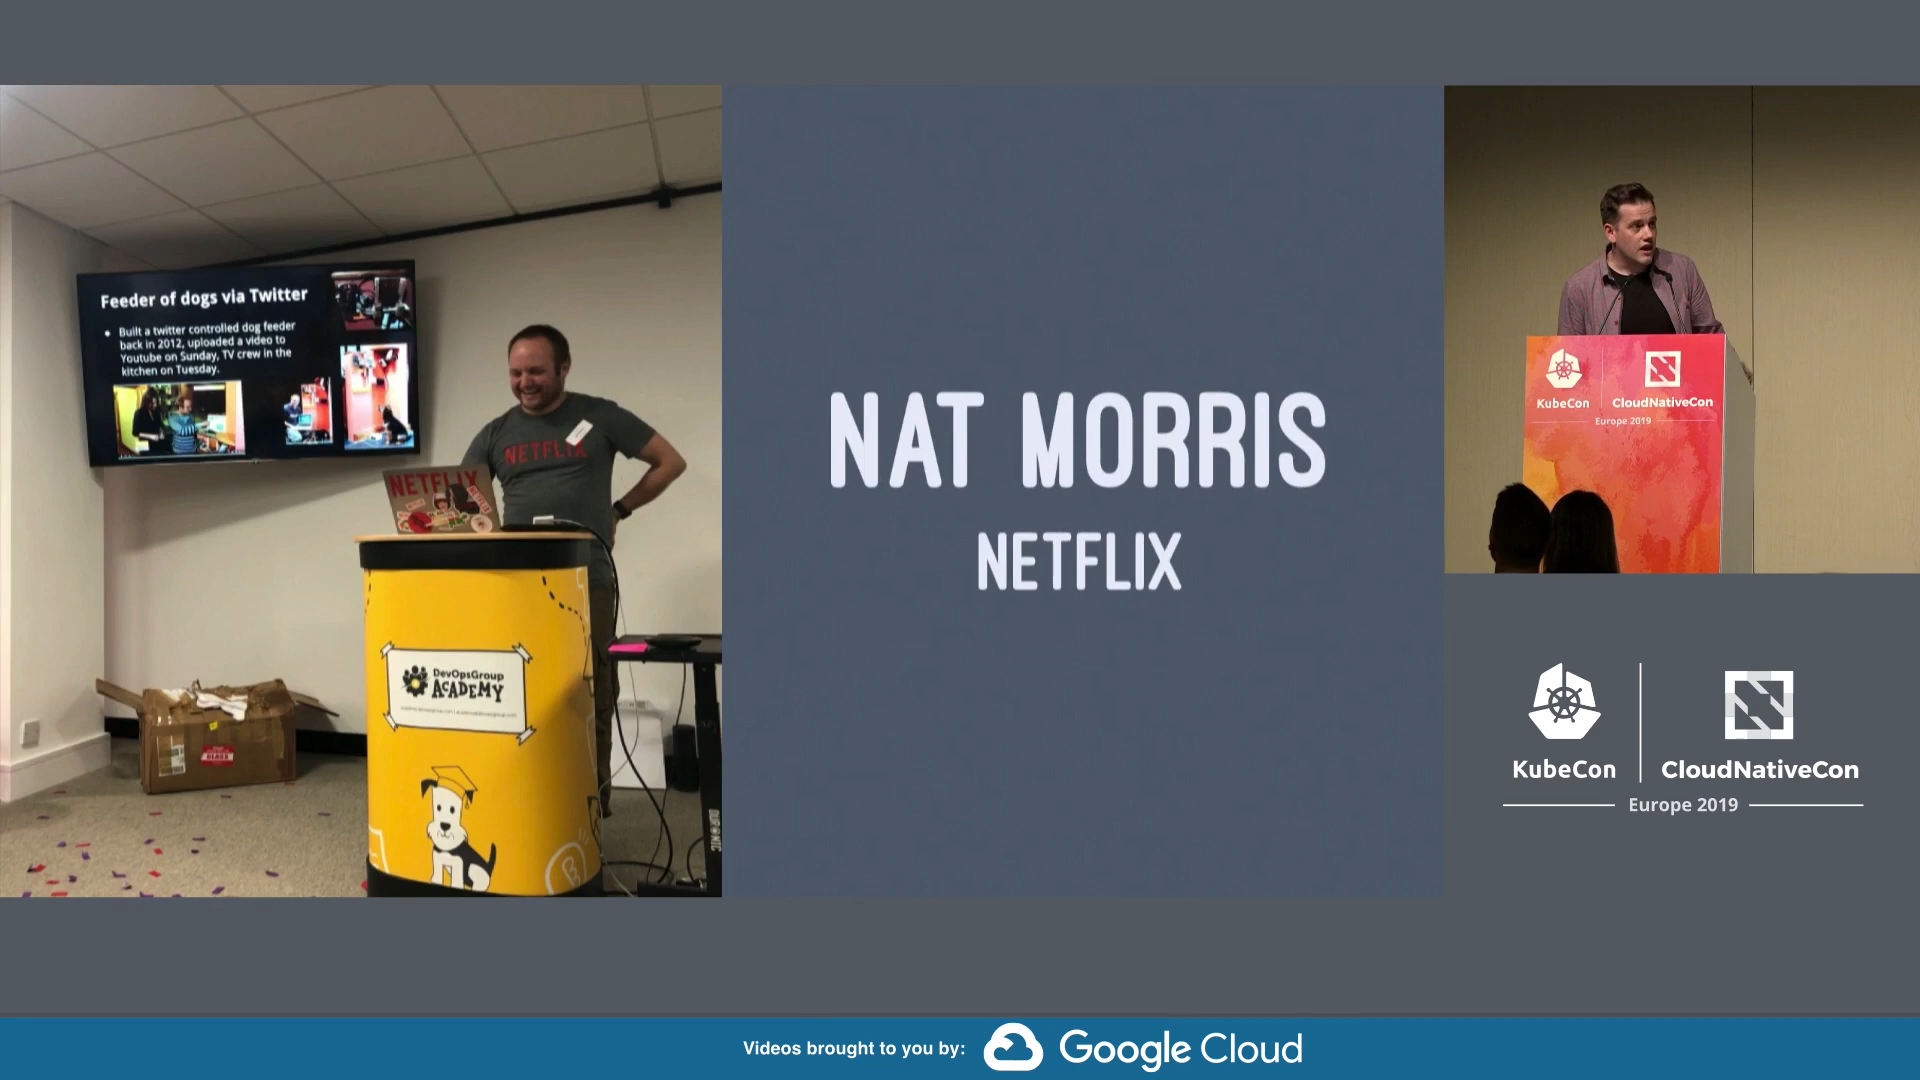 Feeder of dogs via Twitter
• Built a twitter controlled dog feeder
back in 2012, uploaded a video to
Youtube on Sunday, TV crew in the
kitchen on Tuesday.
NETFLIX
NETFLIX
DevOpsGroup
ACADEMY
DURONIC
NAT MORRIS
NETFLIX
KubeCon
CloudNativeCon
Europe 2019
KubeCon
CloudNativeCon
Europe 2019
Videos brought to you by:
Google Cloud